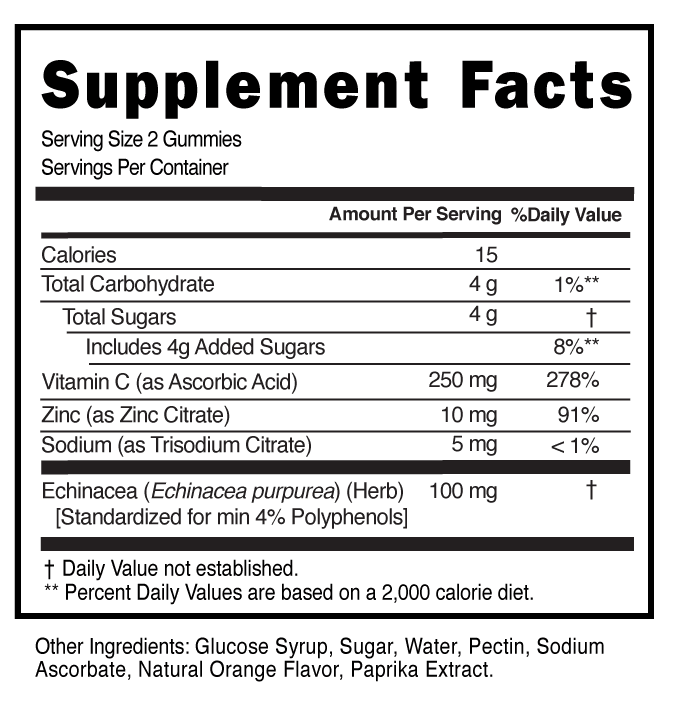 Supplement Facts
Serving Size 2 Gummies
Servings Per Container
Amount Per Serving %Daily Value
Calories 15
Total Carbohydrate 4 g 1%**
Total Sugars 4 g †
Includes 4g Added Sugars 8%**
Vitamin C (as Ascorbic Acid) 250 mg 278%
Zinc (as Zinc Citrate) 10 mg 91%
Sodium (as Trisodium Citrate) 5 mg < 1%
Echinacea (Echinacea purpurea) (Herb) 100 mg †
[Standardized for min 4% Polyphenols]
† Daily Value not established.
** Percent Daily Values are based on a 2,000 calorie diet.
Other Ingredients: Glucose Syrup, Sugar, Water, Pectin, Sodium
Ascorbate, Natural Orange Flavor, Paprika Extract.